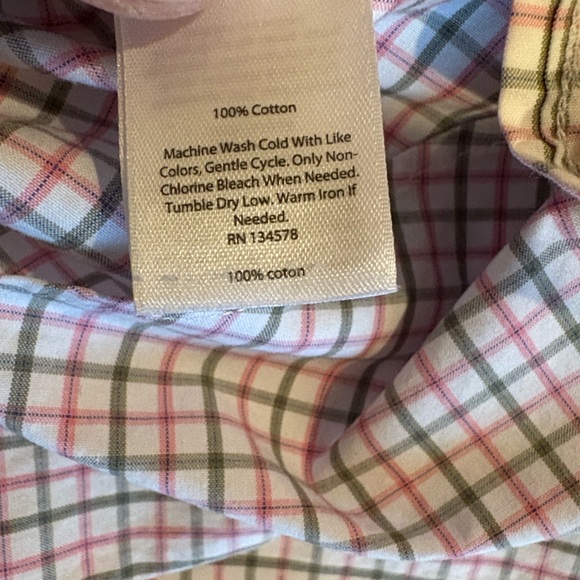 100% Cotton
Machine Wash Cold With Like
Colors, Gentle Cycle. Only Non-
Chlorine Bleach When Needed.
Tumble Dry Low. Warm Iron If
Needed.
RN 134578
100% coton